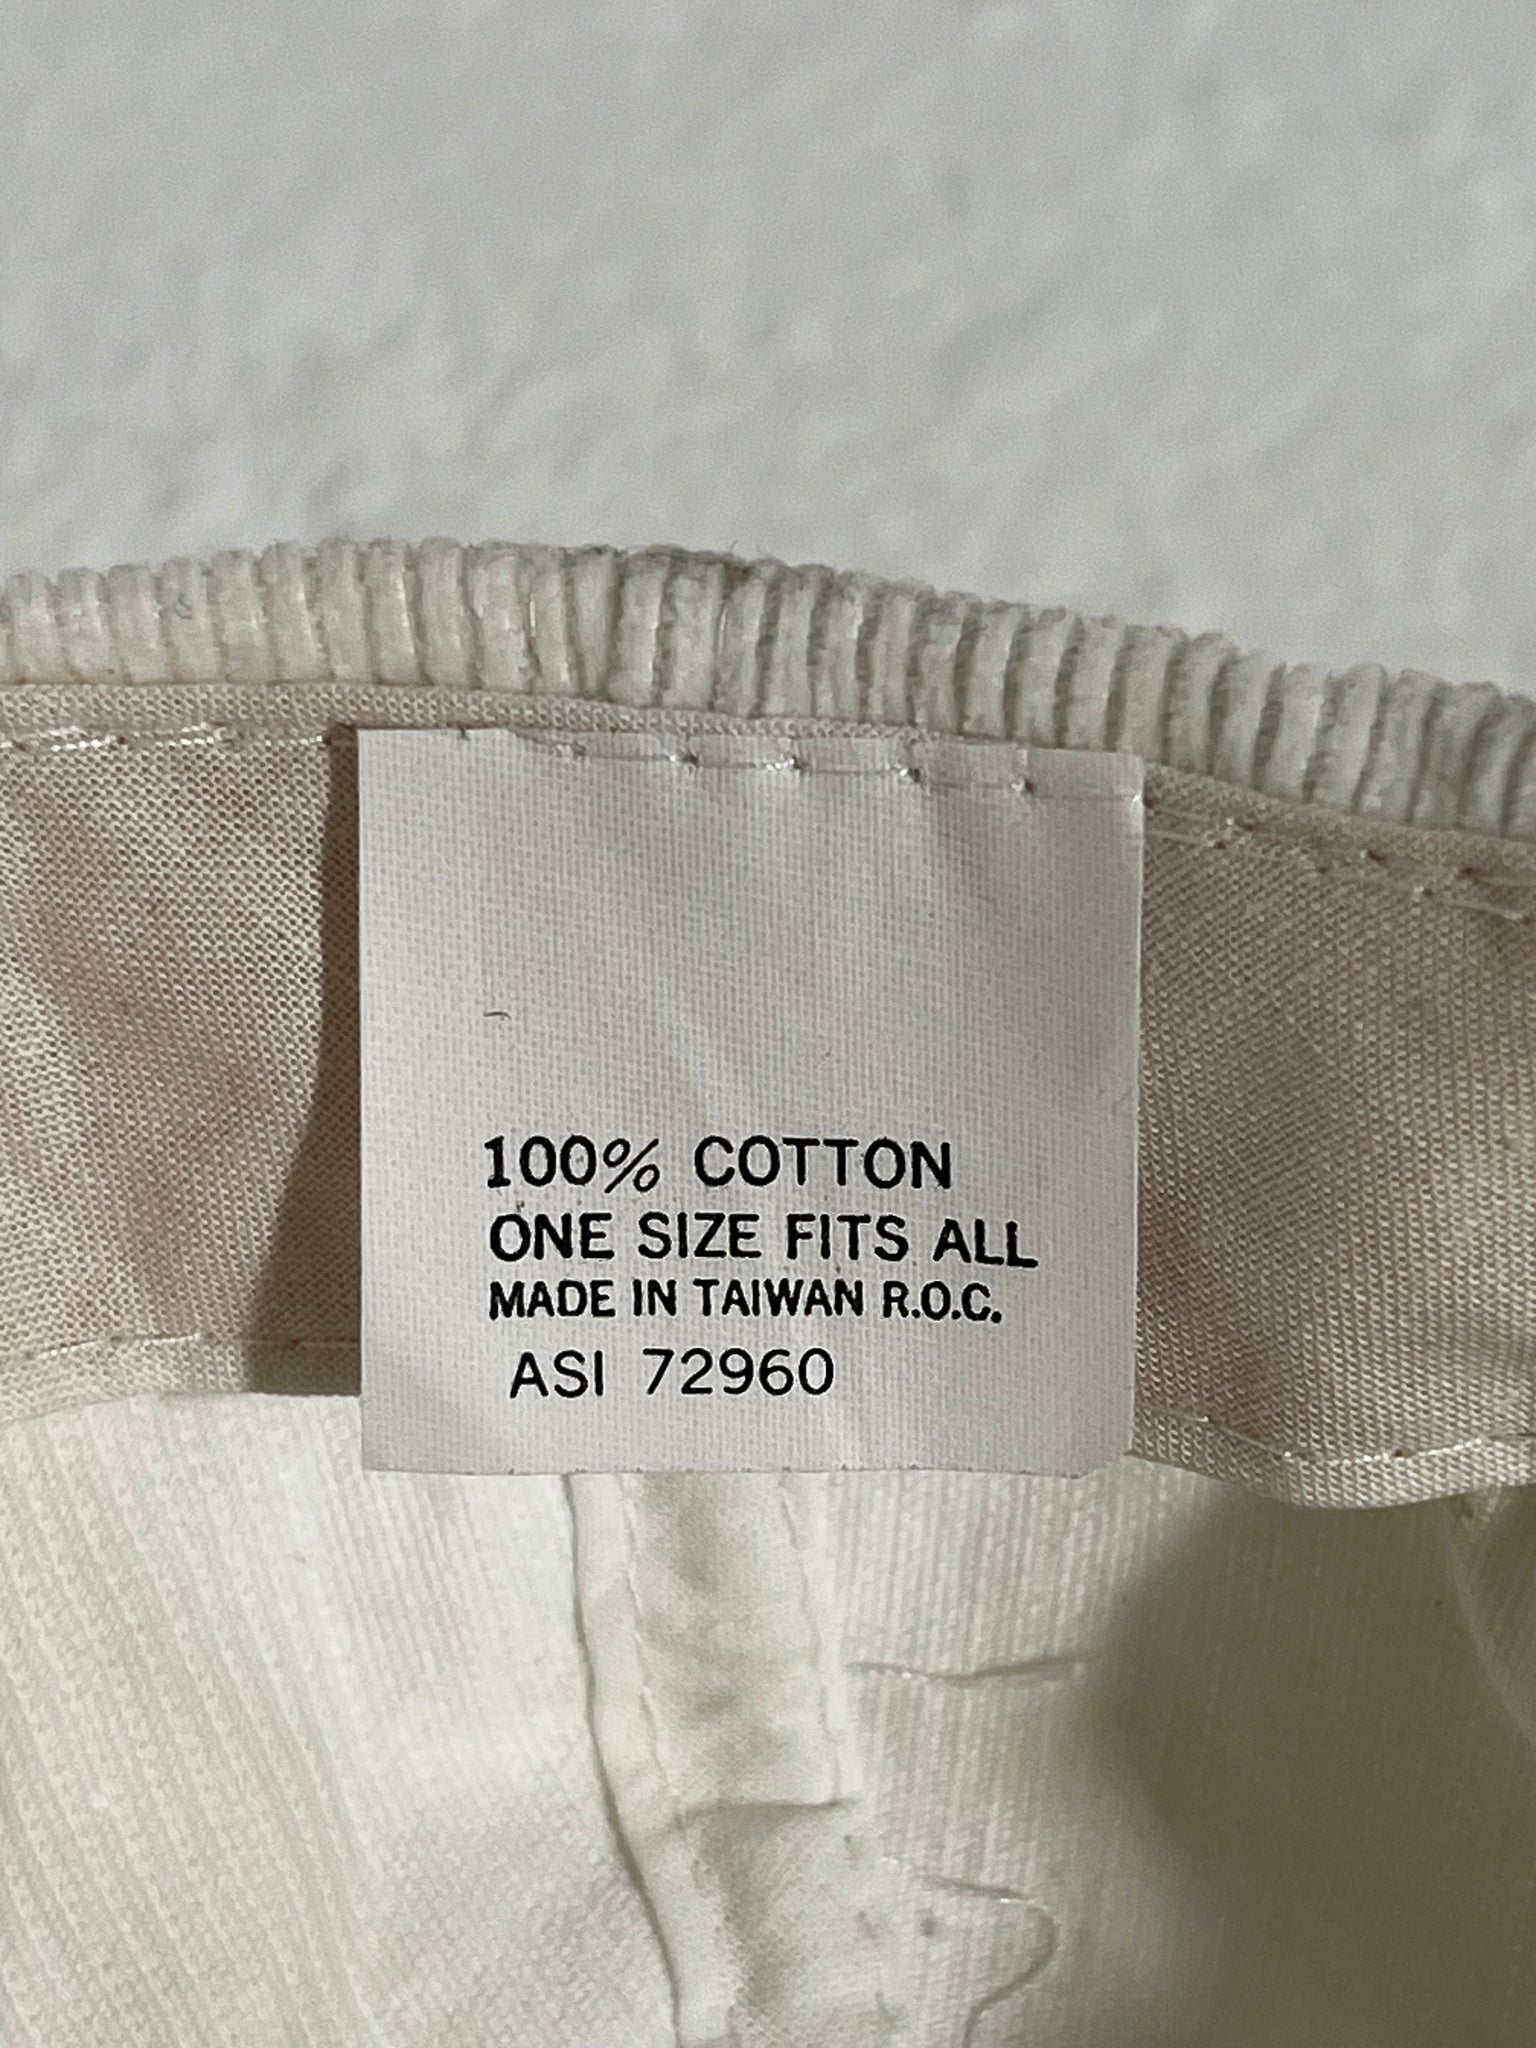 100% COTTON
ONE SIZE FITS ALL
MADE IN TAIWAN R.O.C.
ASI 72960